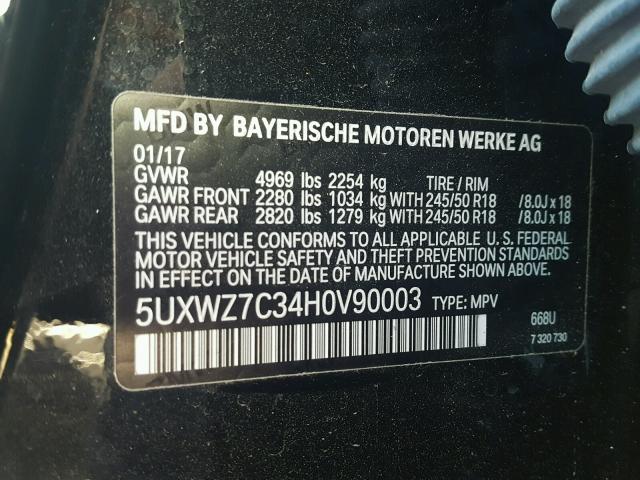 MFD BY BAYERISCHE MOTOREN WERKE AG
01/17
GVWR 4969 lbs 2254 kg TIRE / RIM
GAWR FRONT 2280 lbs 1034 kg WITH 245/50 R18 /8.0J x 18
GAWR REAR 2820 lbs 1279 kg WITH 245/50 R18 /8.0J x 18
THIS VEHICLE CONFORMS TO ALL APPLICABLE U.S. FEDERAL
MOTOR VEHICLE SAFETY AND THEFT PREVENTION STANDARDS
IN EFFECT ON THE DATE OF MANUFACTURE SHOWN ABOVE.
5UXWZ7C34H0V90003 TYPE: MPV
668U
7 320 730